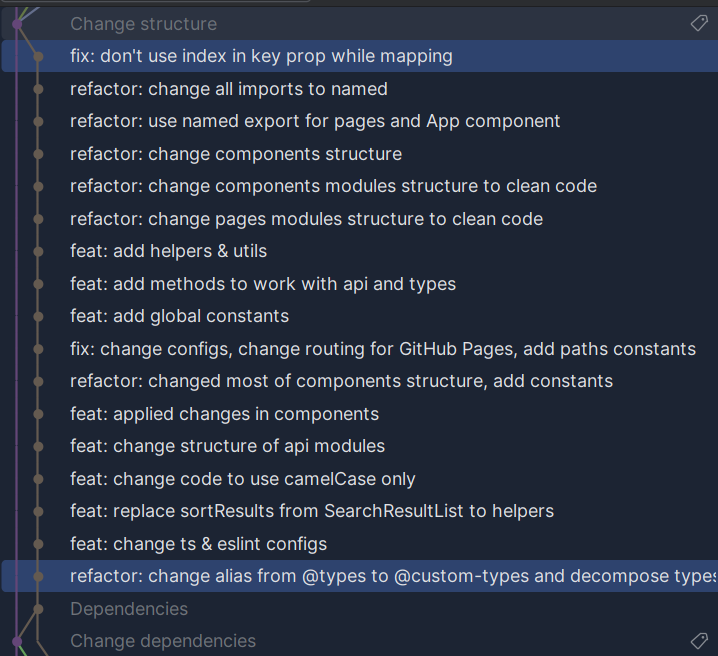 Change structure
fix: don't use index in key prop while mapping
refactor: change all imports to named
refactor: use named export for pages and App component
refactor: change components structure
refactor: change components modules structure to clean code
refactor: change pages modules structure to clean code
feat: add helpers & utils
feat: add methods to work with api and types
feat: add global constants
fix: change configs, change routing for GitHub Pages, add paths constants
refactor: changed most of components structure, add constants
feat: applied changes in components
feat: change structure of api modules
feat: change code to use camelCase only
feat: replace sortResults from SearchResultList to helpers
feat: change ts & eslint configs
refactor: change alias from @types to @custom-types and decompose types
Dependencies
Change dependencies